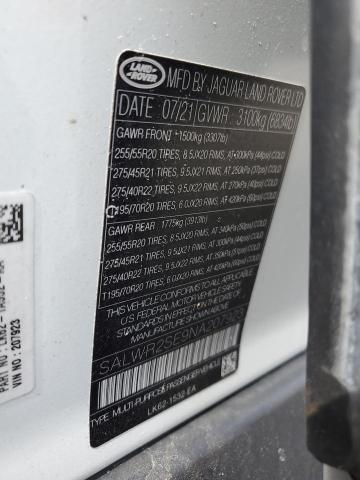 LAND ROVER
MFD BY JAGUAR LAND ROVER LTD
DATE 07/21 GVWR 3100kg (6834lb)
GAWR FRONT 1500kg (3307lb)
255/55R20 TIRES, 8.5JX20 RIMS, AT 300kPa (44psi) COLD
275/45R21 TIRES, 9.5JX21 RIMS, AT 250kPa (37psi) COLD
275/40R22 TIRES, 9.5JX22 RIMS, AT 270kPa (40psi) COLD
T195/70R20 TIRES, 6.0JX20 RIMS, AT 420kPa (60psi) COLD
GAWR REAR 1775kg (3913lb)
255/55R20 TIRES, 8.5JX20 RIMS, AT 340kPa (50psi) COLD
275/45R21 TIRES, 9.5JX21 RIMS, AT 300kPa (44psi) COLD
275/40R22 TIRES, 9.5JX22 RIMS, AT
T195/70R20 TIRES, 6.0JX20 RIMS, AT 420kPa (60psi) COLD
THIS VEHICLE CONFORMS TO ALL APPLICABLE
U.S. FEDERAL MOTOR VEHICLE SAFETY
STANDARDS IN EFFECT ON THE DATE OF
MANUFACTURE SHOWN ABOVE
TYPE MULTI-PURPOSE PASSENGER VEHICLE
LK62-1532-EA
PART NO:
VIN NO: 207923